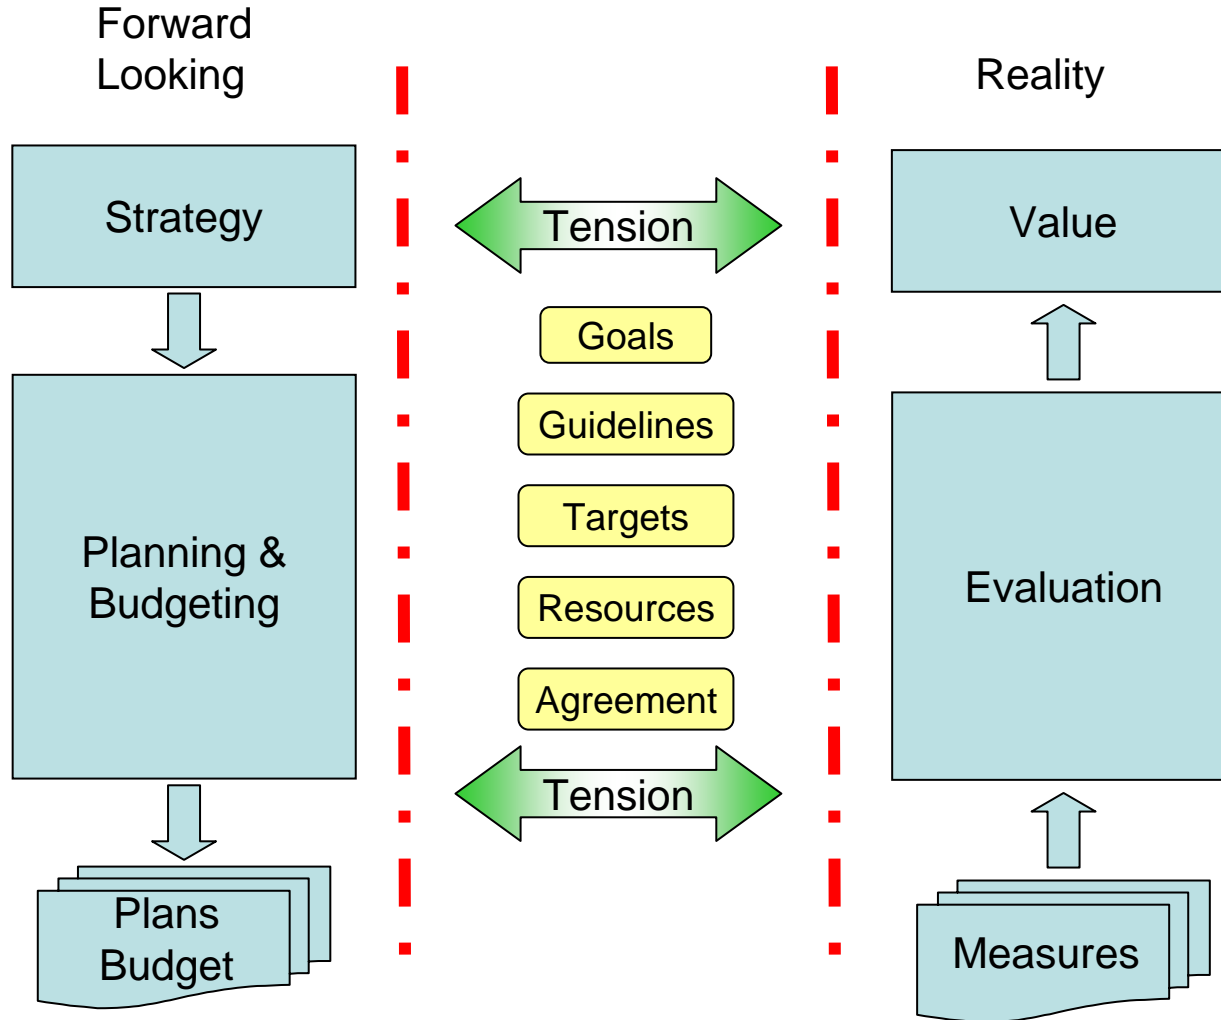 Forward
Looking
Reality
Strategy
Tension
Value
Goals
Guidelines
Targets
Resources
Agreement
Planning &
Budgeting
Evaluation
Tension
Plans
Budget
Measures